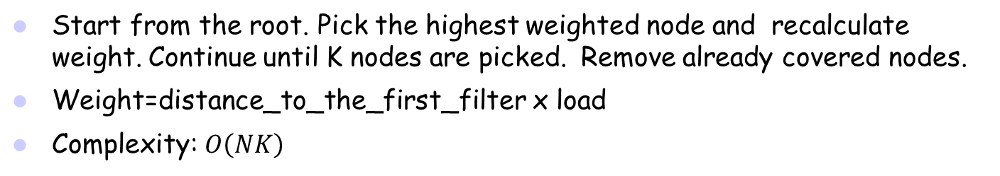 Start from the root. Pick the highest weighted node and recalculate
weight. Continue until K nodes are picked. Remove already covered nodes.
Weight=distance_to_the_first_filter x load
Complexity: O(NK)